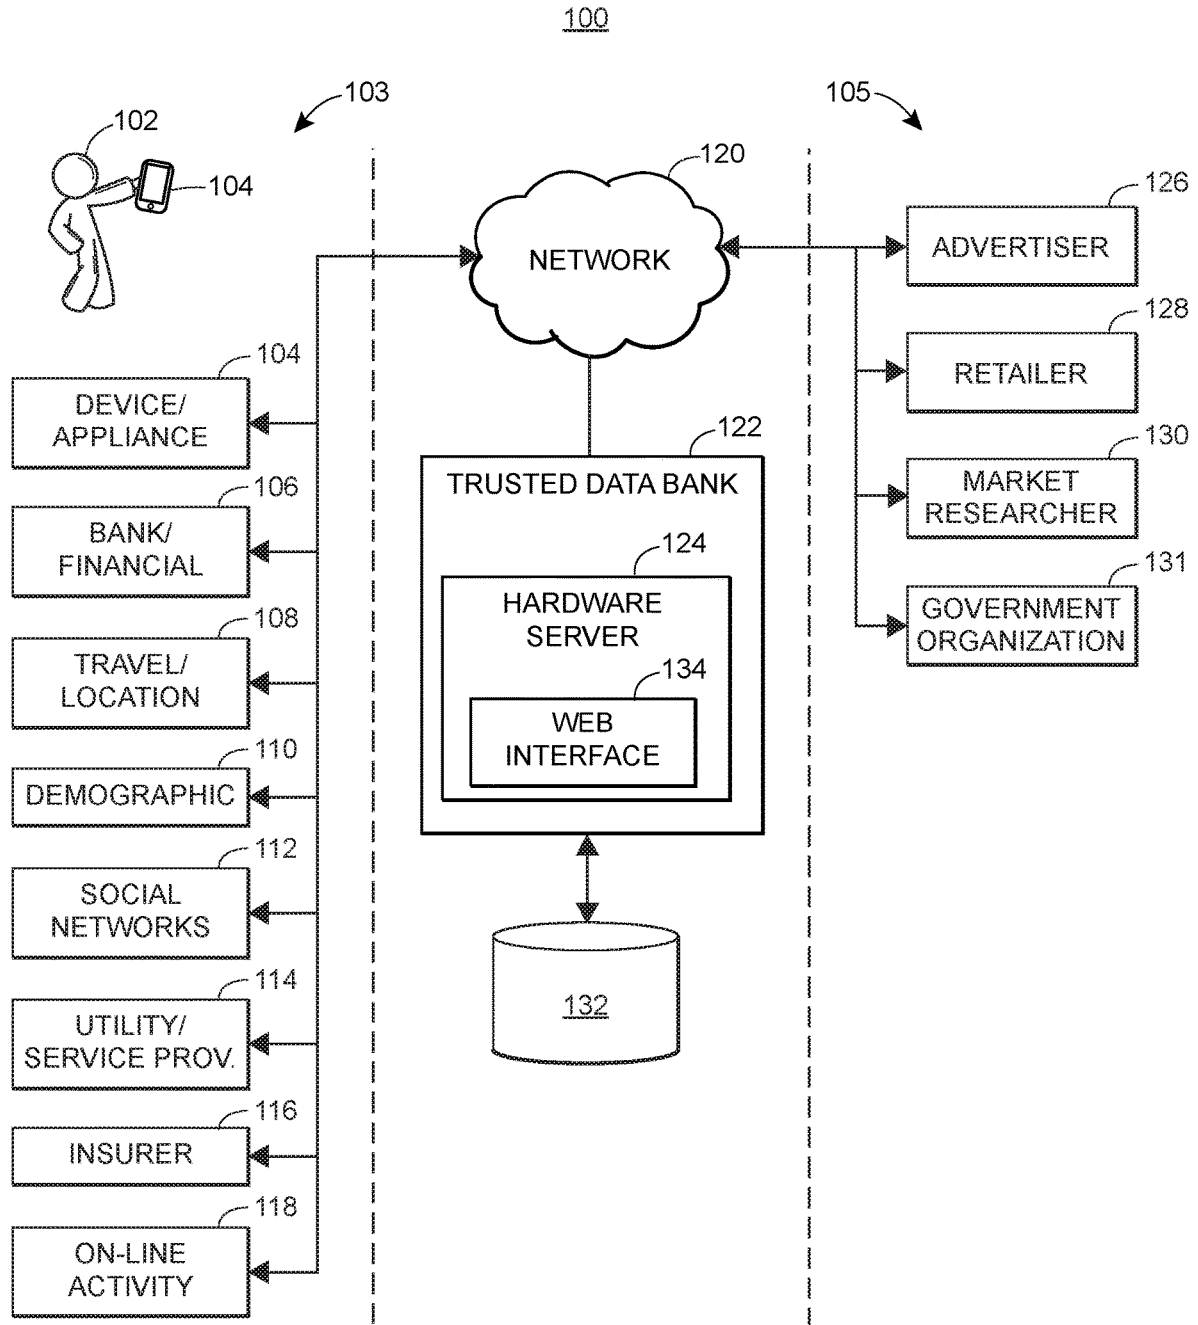 100
103
105
102
104
120
NETWORK
126
ADVERTISER
128
RETAILER
130
MARKET
RESEARCHER
131
GOVERNMENT
ORGANIZATION
104
DEVICE/
APPLIANCE
106
BANK/
FINANCIAL
108
TRAVEL/
LOCATION
110
DEMOGRAPHIC
112
SOCIAL
NETWORKS
114
UTILITY/
SERVICE PROV.
116
INSURER
118
ON-LINE
ACTIVITY
122
TRUSTED DATA BANK
124
HARDWARE
SERVER
134
WEB
INTERFACE
132